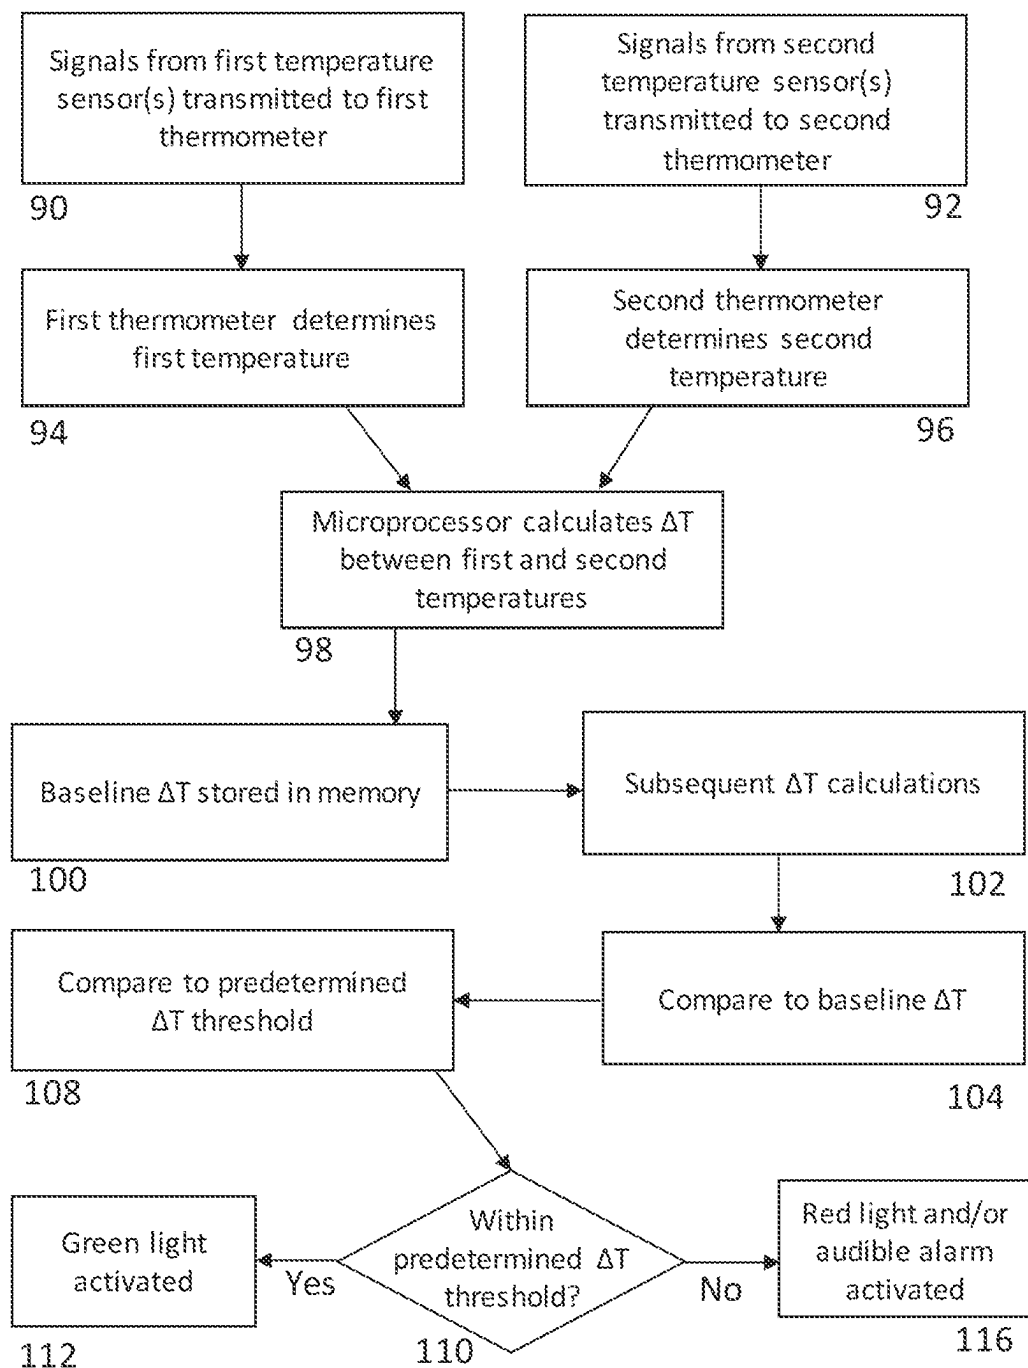 Signals from first temperature
sensor(s) transmitted to first
thermometer
90
Signals from second
temperature sensor(s)
transmitted to second
thermometer
92
First thermometer determines
first temperature
94
Second thermometer
determines second
temperature
96
Microprocessor calculates ΔT
between first and second
temperatures
98
Baseline ΔT stored in memory
100
Subsequent ΔT calculations
102
Compare to baseline ΔT
104
Compare to predetermined
ΔT threshold
108
Within
predetermined ΔT
threshold?
110
Yes
No
Green light
activated
112
Red light and/or
audible alarm
activated
116